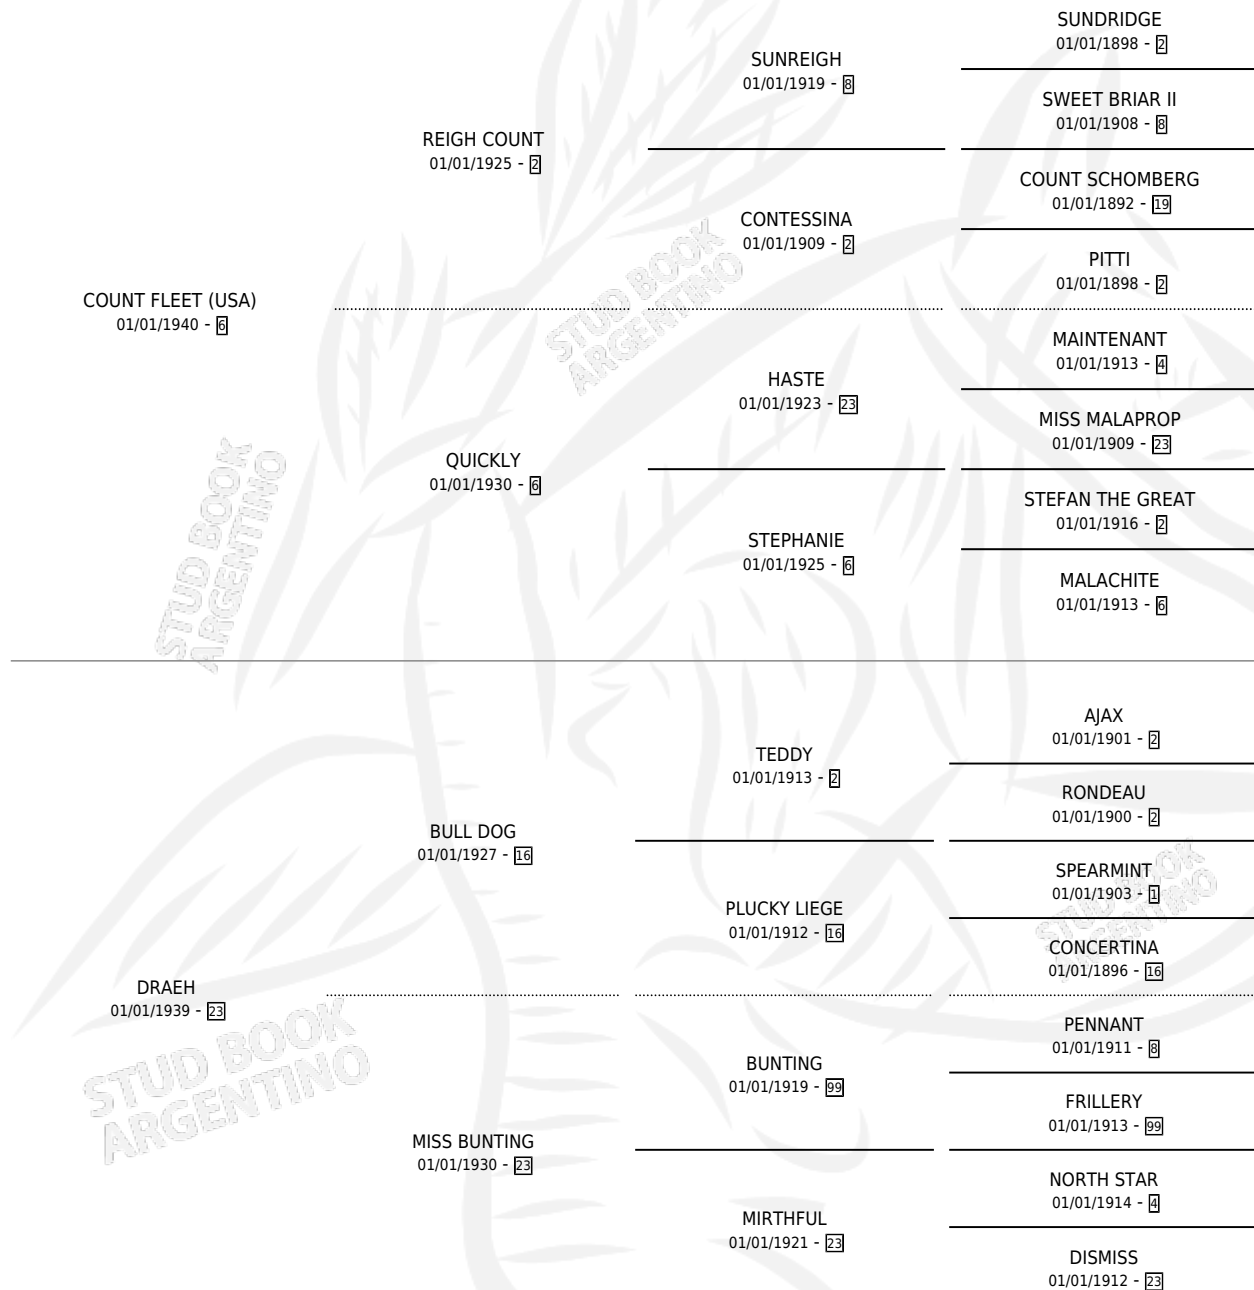 SUNDRIDGE
01/01/1898 - 2
SUNREIGH
01/01/1919 - 8
SWEET BRIAR II
01/01/1908 - 8
REIGH COUNT
01/01/1925 - 2
COUNT SCHOMBERG
01/01/1892 - 19
CONTESSINA
01/01/1909 - 2
PITTI
01/01/1898 - 2
COUNT FLEET (USA)
01/01/1940 - 6
MAINTENANT
01/01/1913 - 4
HASTE
01/01/1923 - 23
MISS MALAPROP
01/01/1909 - 23
QUICKLY
01/01/1930 - 6
STEFAN THE GREAT
01/01/1916 - 2
STEPHANIE
01/01/1925 - 6
MALACHITE
01/01/1913 - 6
AJAX
01/01/1901 - 2
TEDDY
01/01/1913 - 2
RONDEAU
01/01/1900 - 2
BULL DOG
01/01/1927 - 16
SPEARMINT
01/01/1903 - 1
PLUCKY LIEGE
01/01/1912 - 16
CONCERTINA
01/01/1896 - 16
DRAEH
01/01/1939 - 23
PENNANT
01/01/1911 - 8
BUNTING
01/01/1919 - 99
FRILLERY
01/01/1913 - 99
MISS BUNTING
01/01/1930 - 23
NORTH STAR
01/01/1914 - 4
MIRTHFUL
01/01/1921 - 23
DISMISS
01/01/1912 - 23
STUD BOOK
ARGENTINO
STUD BOOK
ARGENTINO
STUD BOOK
ARGENTINO
STUD BOOK
ARGENTINO